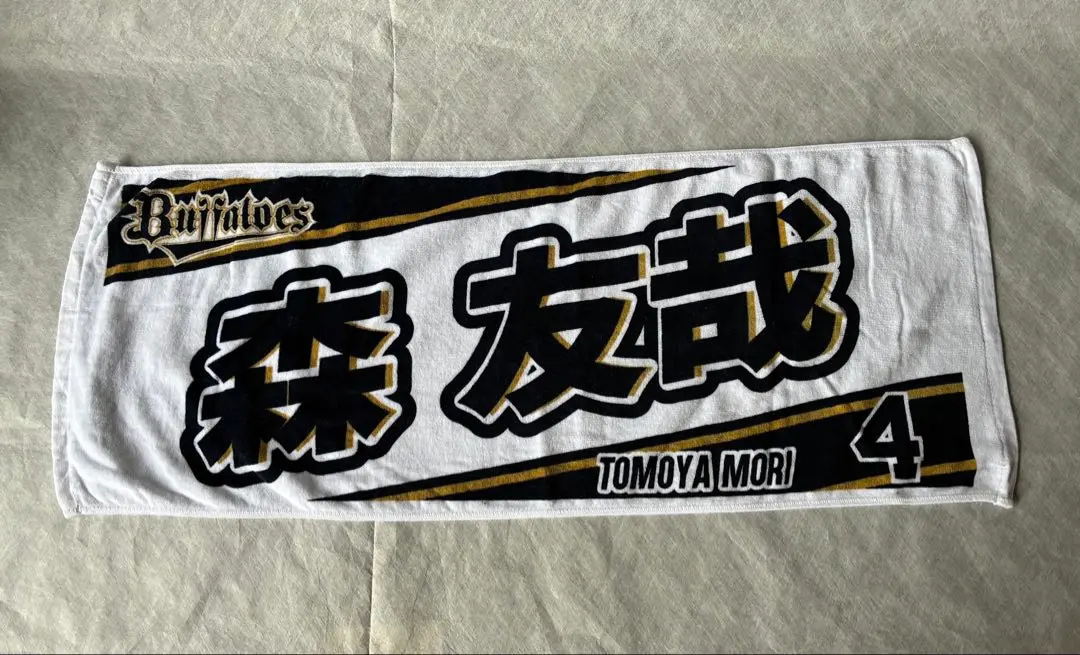 Buffaloes
森 友哉
TOMOYA MORI
4